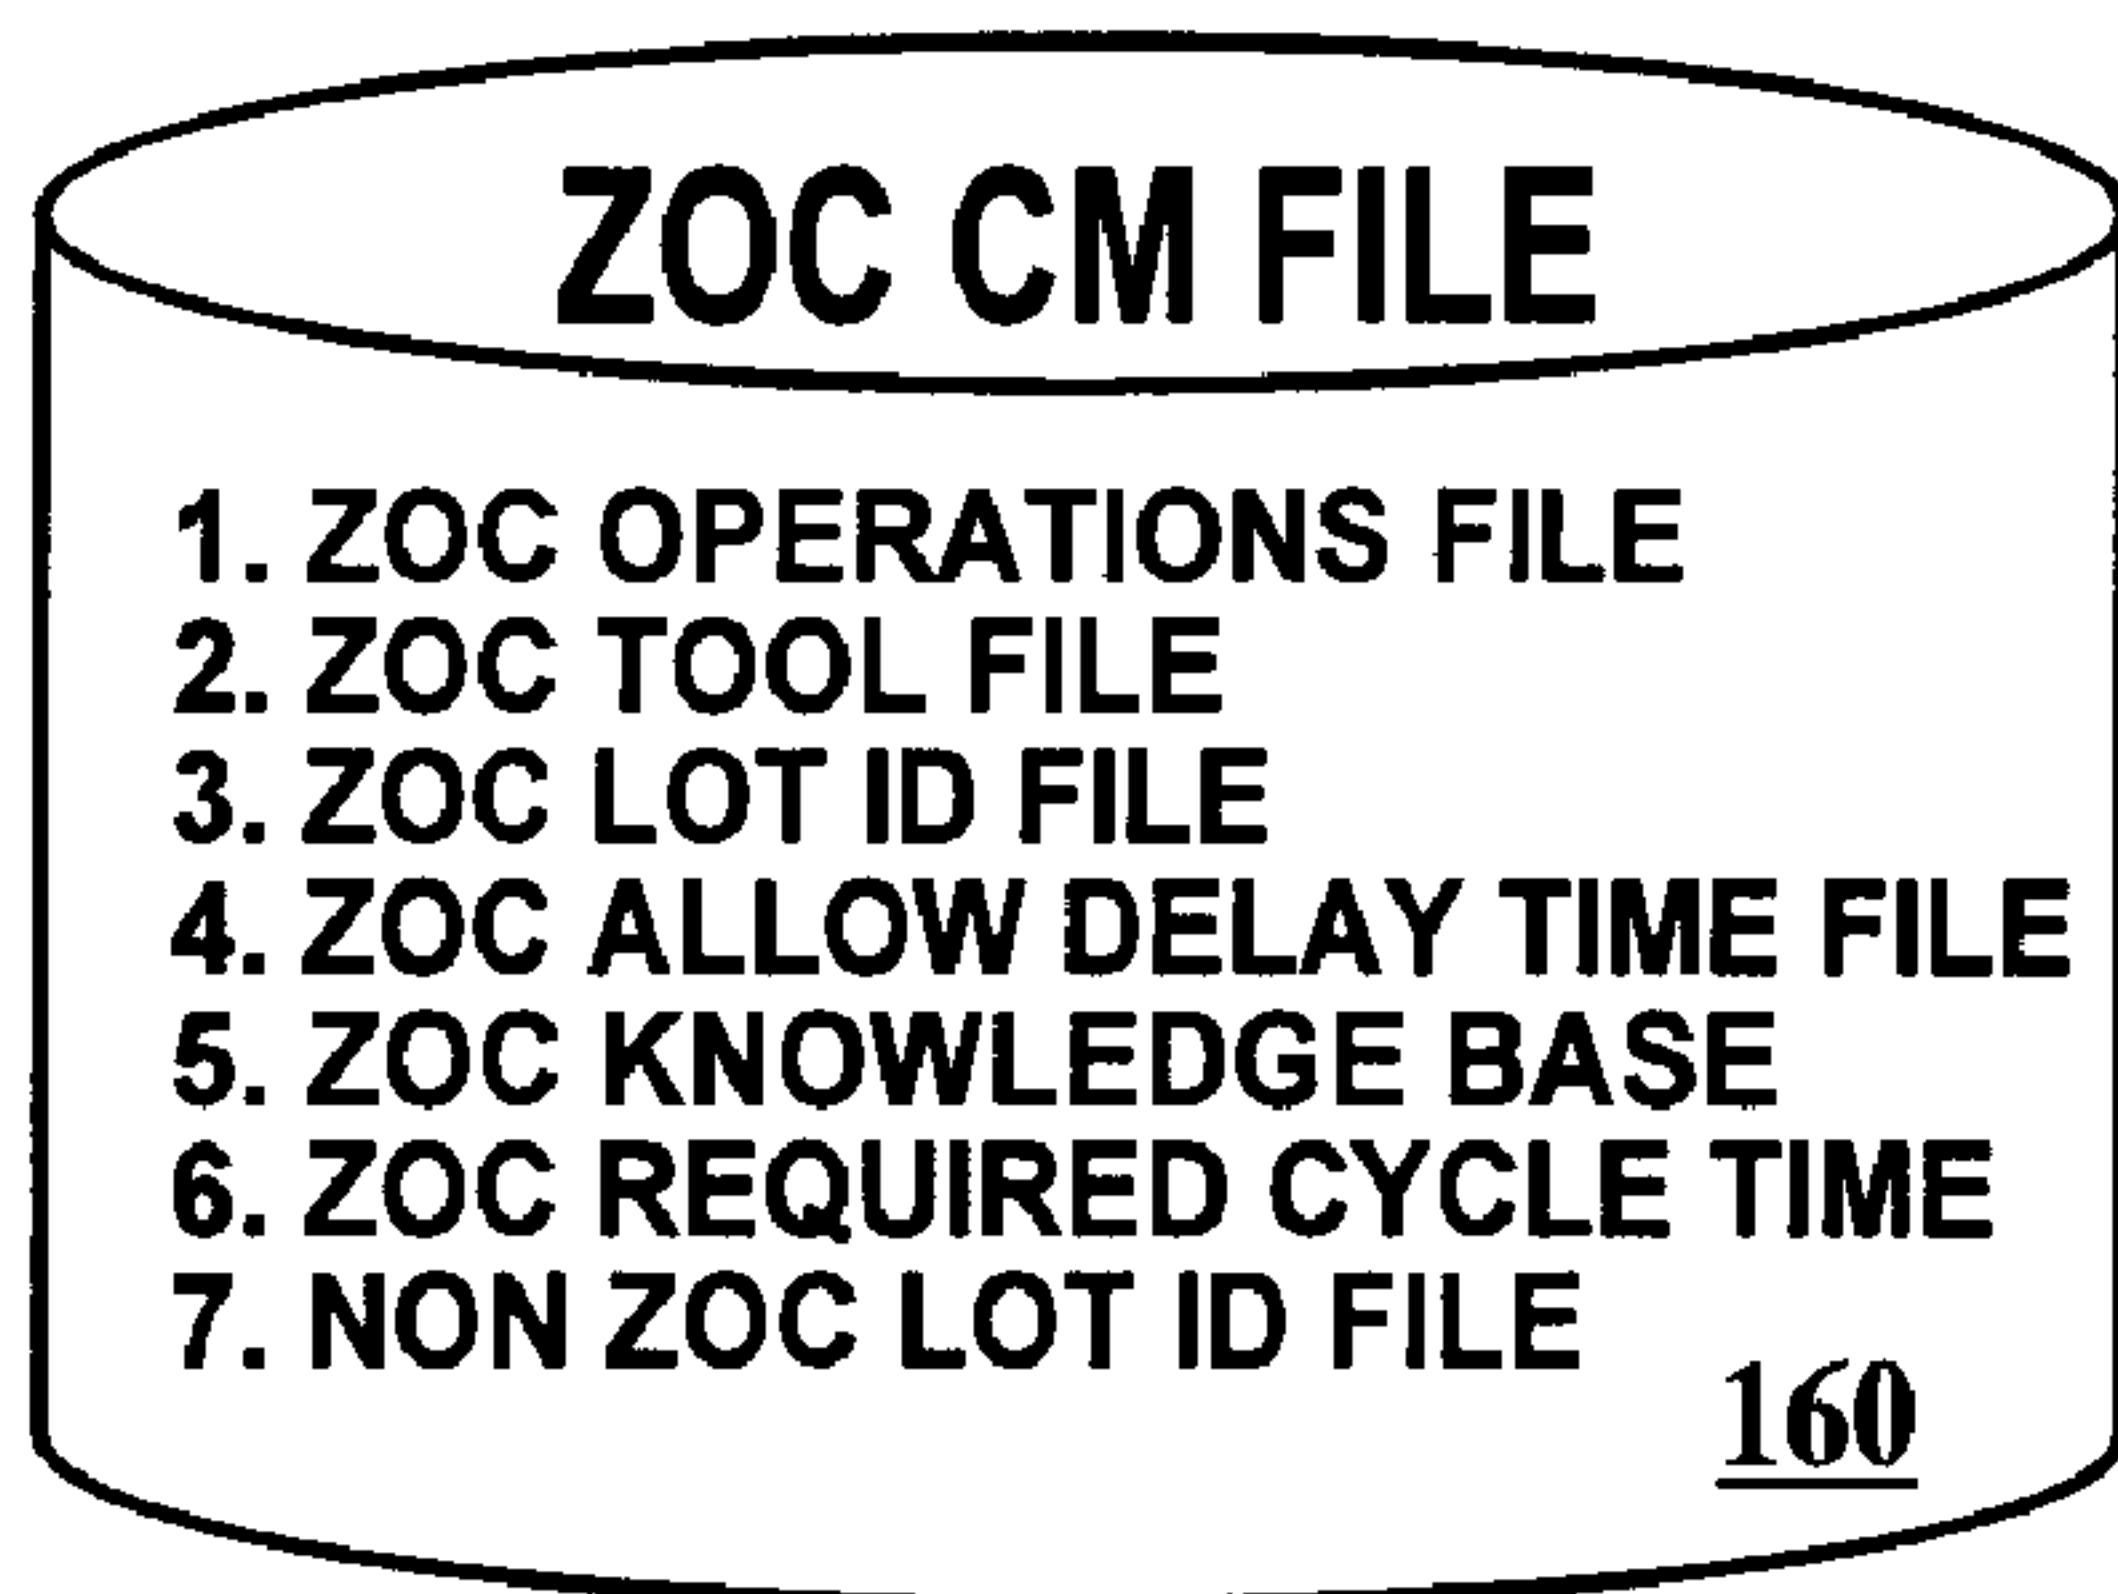 ZOC CM FILE
1. ZOC OPERATIONS FILE
2. ZOC TOOL FILE
3. ZOC LOT ID FILE
4. ZOC ALLOW DELAY TIME FILE
5. ZOC KNOWLEDGE BASE
6. ZOC REQUIRED CYCLE TIME
7. NON ZOC LOT ID FILE
160